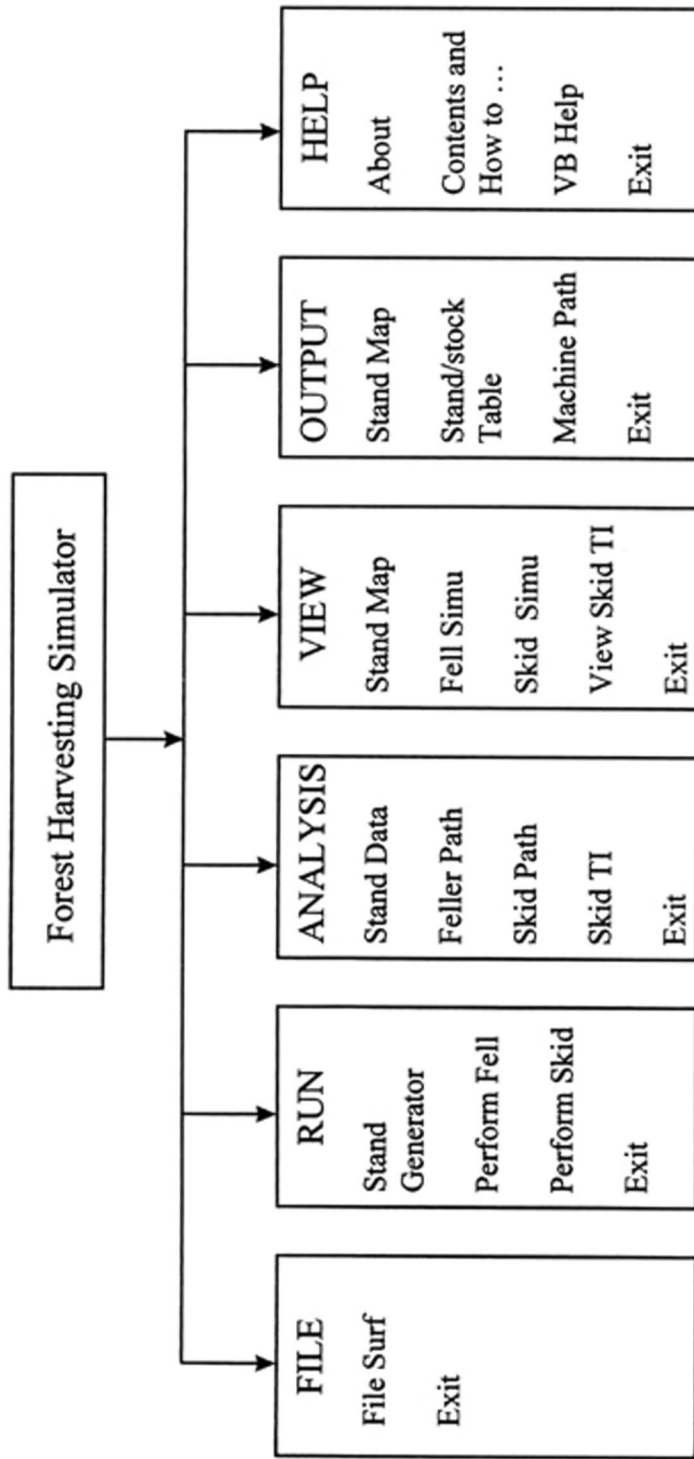 Forest Harvesting Simulator
FILE
File Surf
Exit
RUN
Stand
Generator
Perform Fell
Perform Skid
Exit
ANALYSIS
Stand Data
Feller Path
Skid Path
Skid TI
Exit
VIEW
Stand Map
Fell Simu
Skid Simu
View Skid TI
Exit
OUTPUT
Stand Map
Stand/stock
Table
Machine Path
Exit
HELP
About
Contents and
How to ...
VB Help
Exit